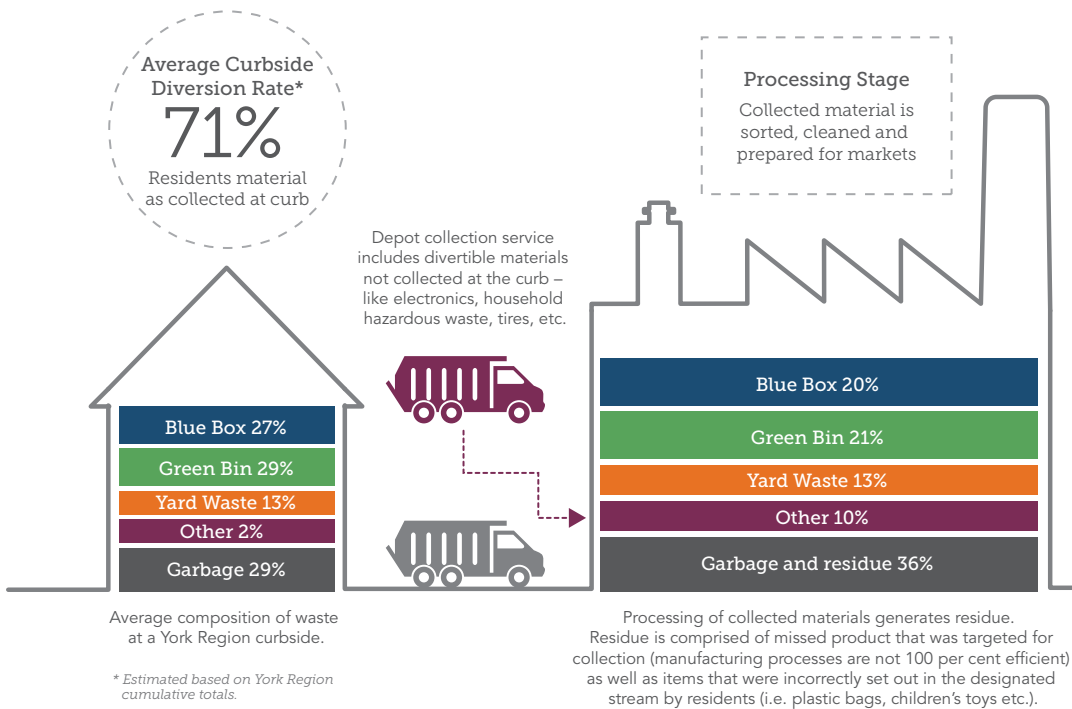 Average Curbside
Diversion Rate*
71%
Residents material
as collected at curb
Processing Stage
Collected material is
sorted, cleaned and
prepared for markets
Depot collection service
includes divertible materials
not collected at the curb –
like electronics, household
hazardous waste, tires, etc.
Blue Box 27%
Green Bin 29%
Yard Waste 13%
Other 2%
Garbage 29%
Blue Box 20%
Green Bin 21%
Yard Waste 13%
Other 10%
Garbage and residue 36%
Average composition of waste
at a York Region curbside.
* Estimated based on York Region
cumulative totals.
Processing of collected materials generates residue.
Residue is comprised of missed product that was targeted for
collection (manufacturing processes are not 100 per cent efficient)
as well as items that were incorrectly set out in the designated
stream by residents (i.e. plastic bags, children’s toys etc.).